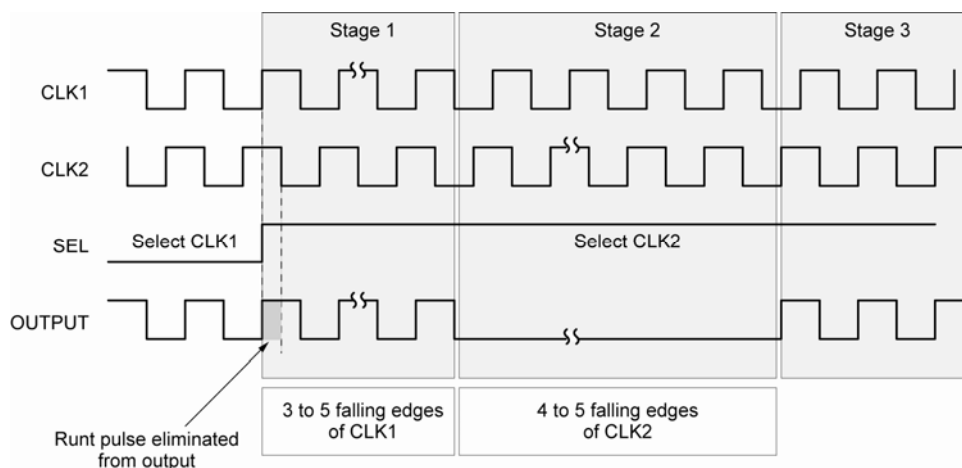 Stage 1
Stage 2
Stage 3
CLK1
CLK2
SEL
Select CLK1
Select CLK2
OUTPUT
3 to 5 falling edges
of CLK1
4 to 5 falling edges
of CLK2
Runt pulse eliminated
from output